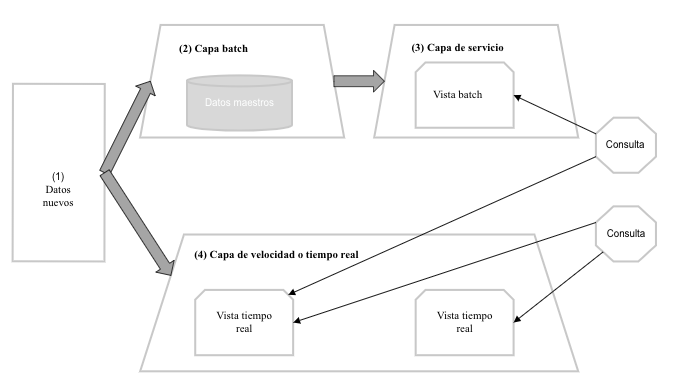 (2) Capa batch
Datos maestros
(3) Capa de servicio
Vista batch
Consulta
(1)
Datos
nuevos
Consulta
(4) Capa de velocidad o tiempo real
Vista tiempo
real
Vista tiempo
real